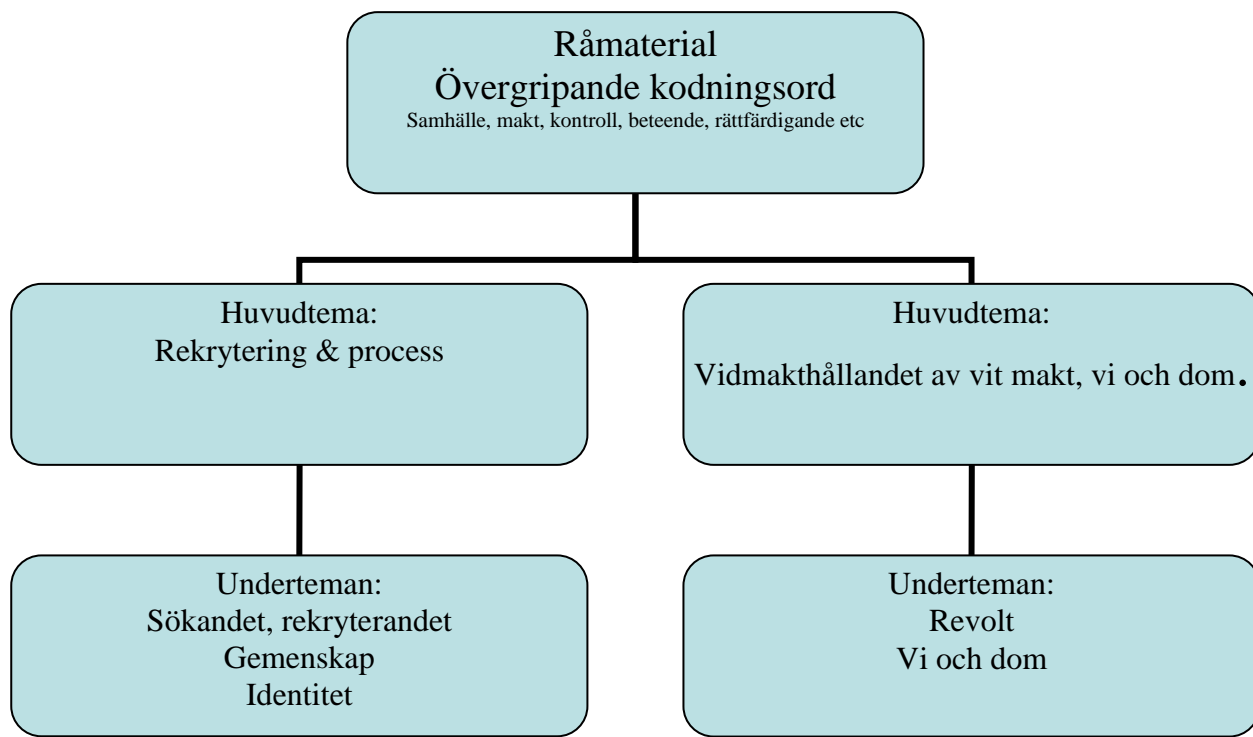 Råmaterial
Övergripande kodningsord
Samhälle, makt, kontroll, beteende, rättfärdigande etc
Huvudtema:
Rekrytering & process
Huvudtema:
Vidmakthållandet av vit makt, vi och dom.
Underteman:
Sökandet, rekryterandet
Gemenskap
Identitet
Underteman:
Revolt
Vi och dom